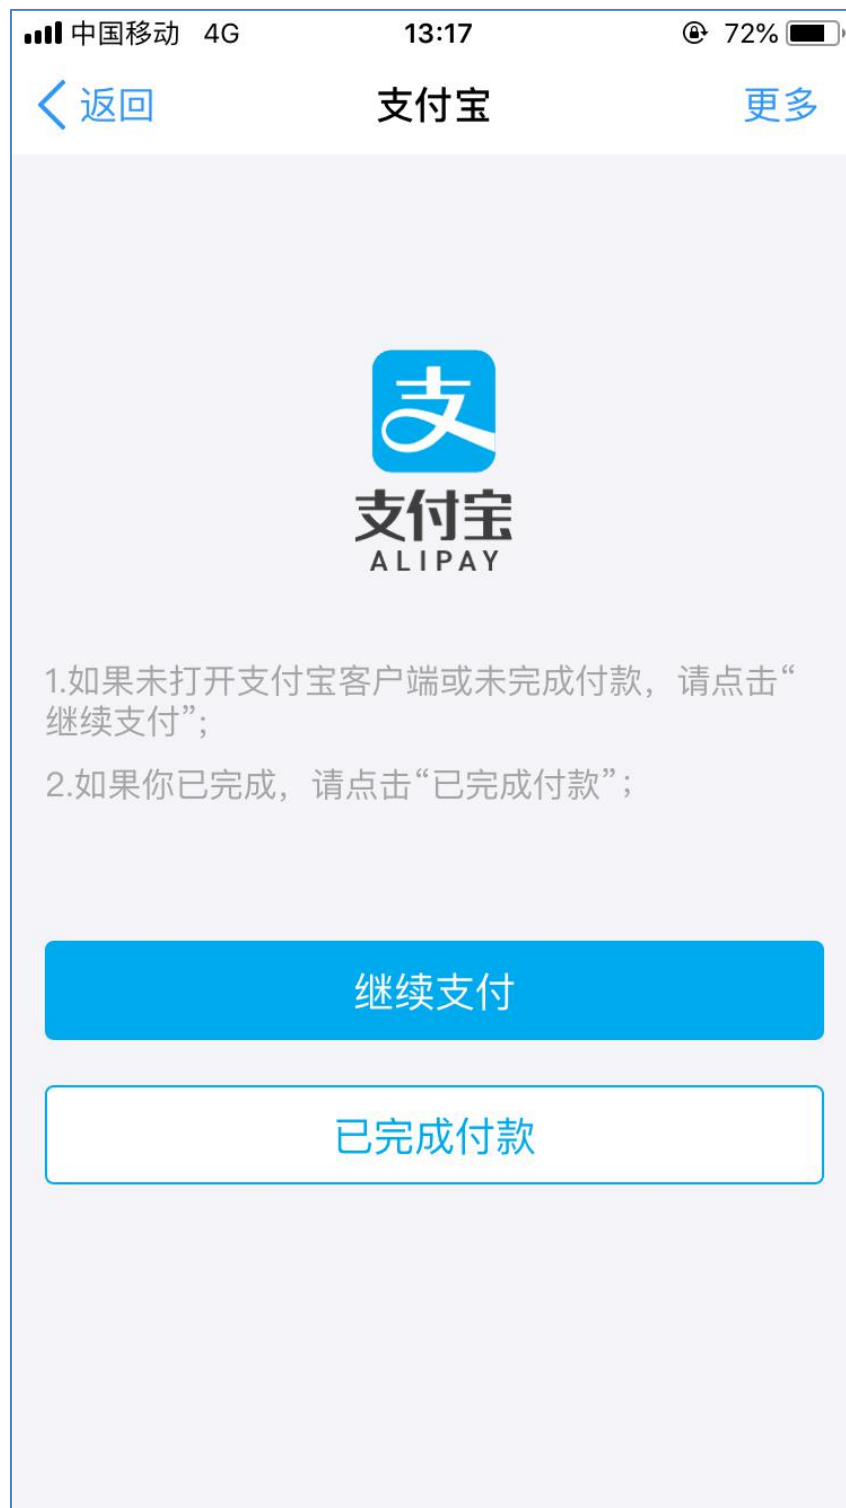 中国移动 4G 13:17 72%
返回 支付宝 更多
支
支付宝
ALIPAY
1.如果未打开支付宝客户端或未完成付款，请点击“
继续支付”;
2.如果你已完成，请点击“已完成付款”；
继续支付
已完成付款